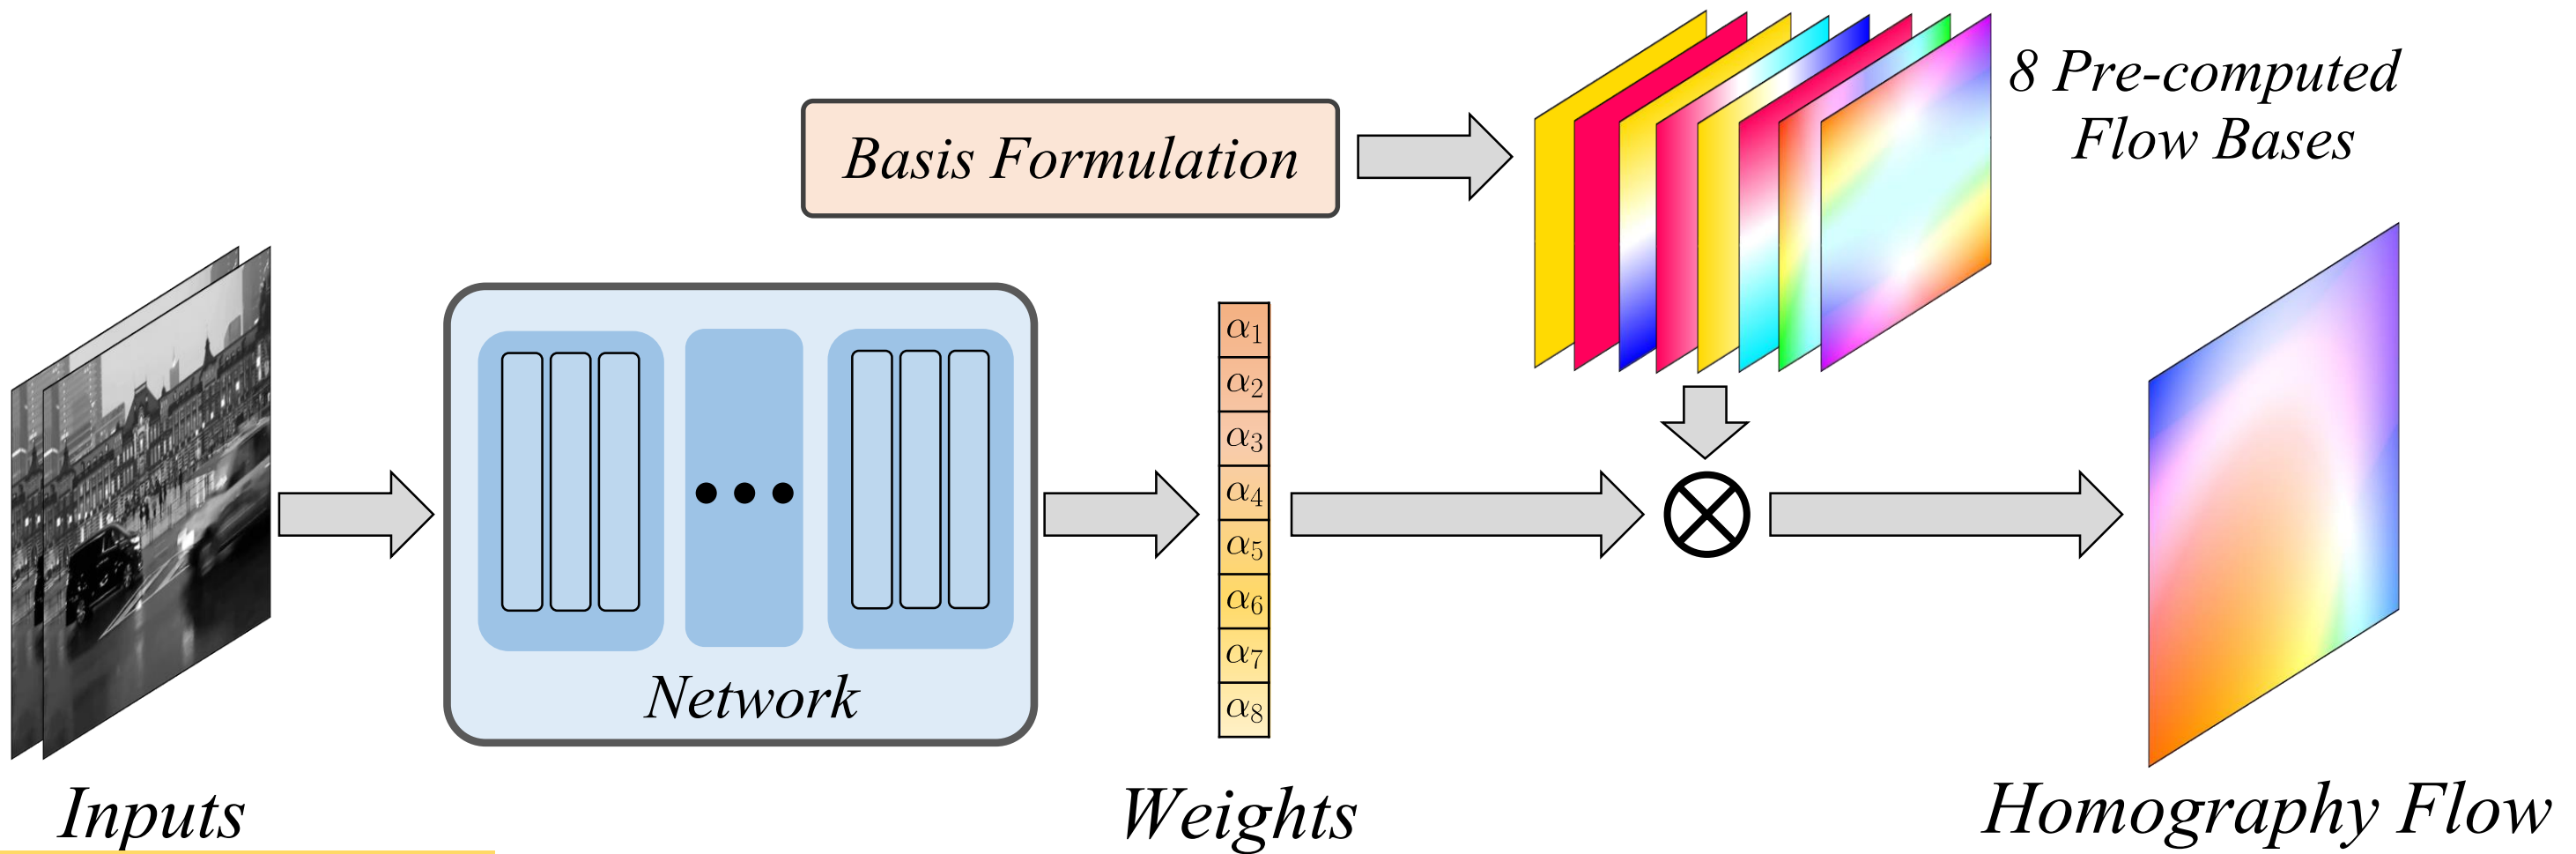 8 Pre-computed
Flow Bases
Basis Formulation
α1
α2
α3
α4
α5
α6
α7
α8
Network
Inputs
Weights
Homography Flow